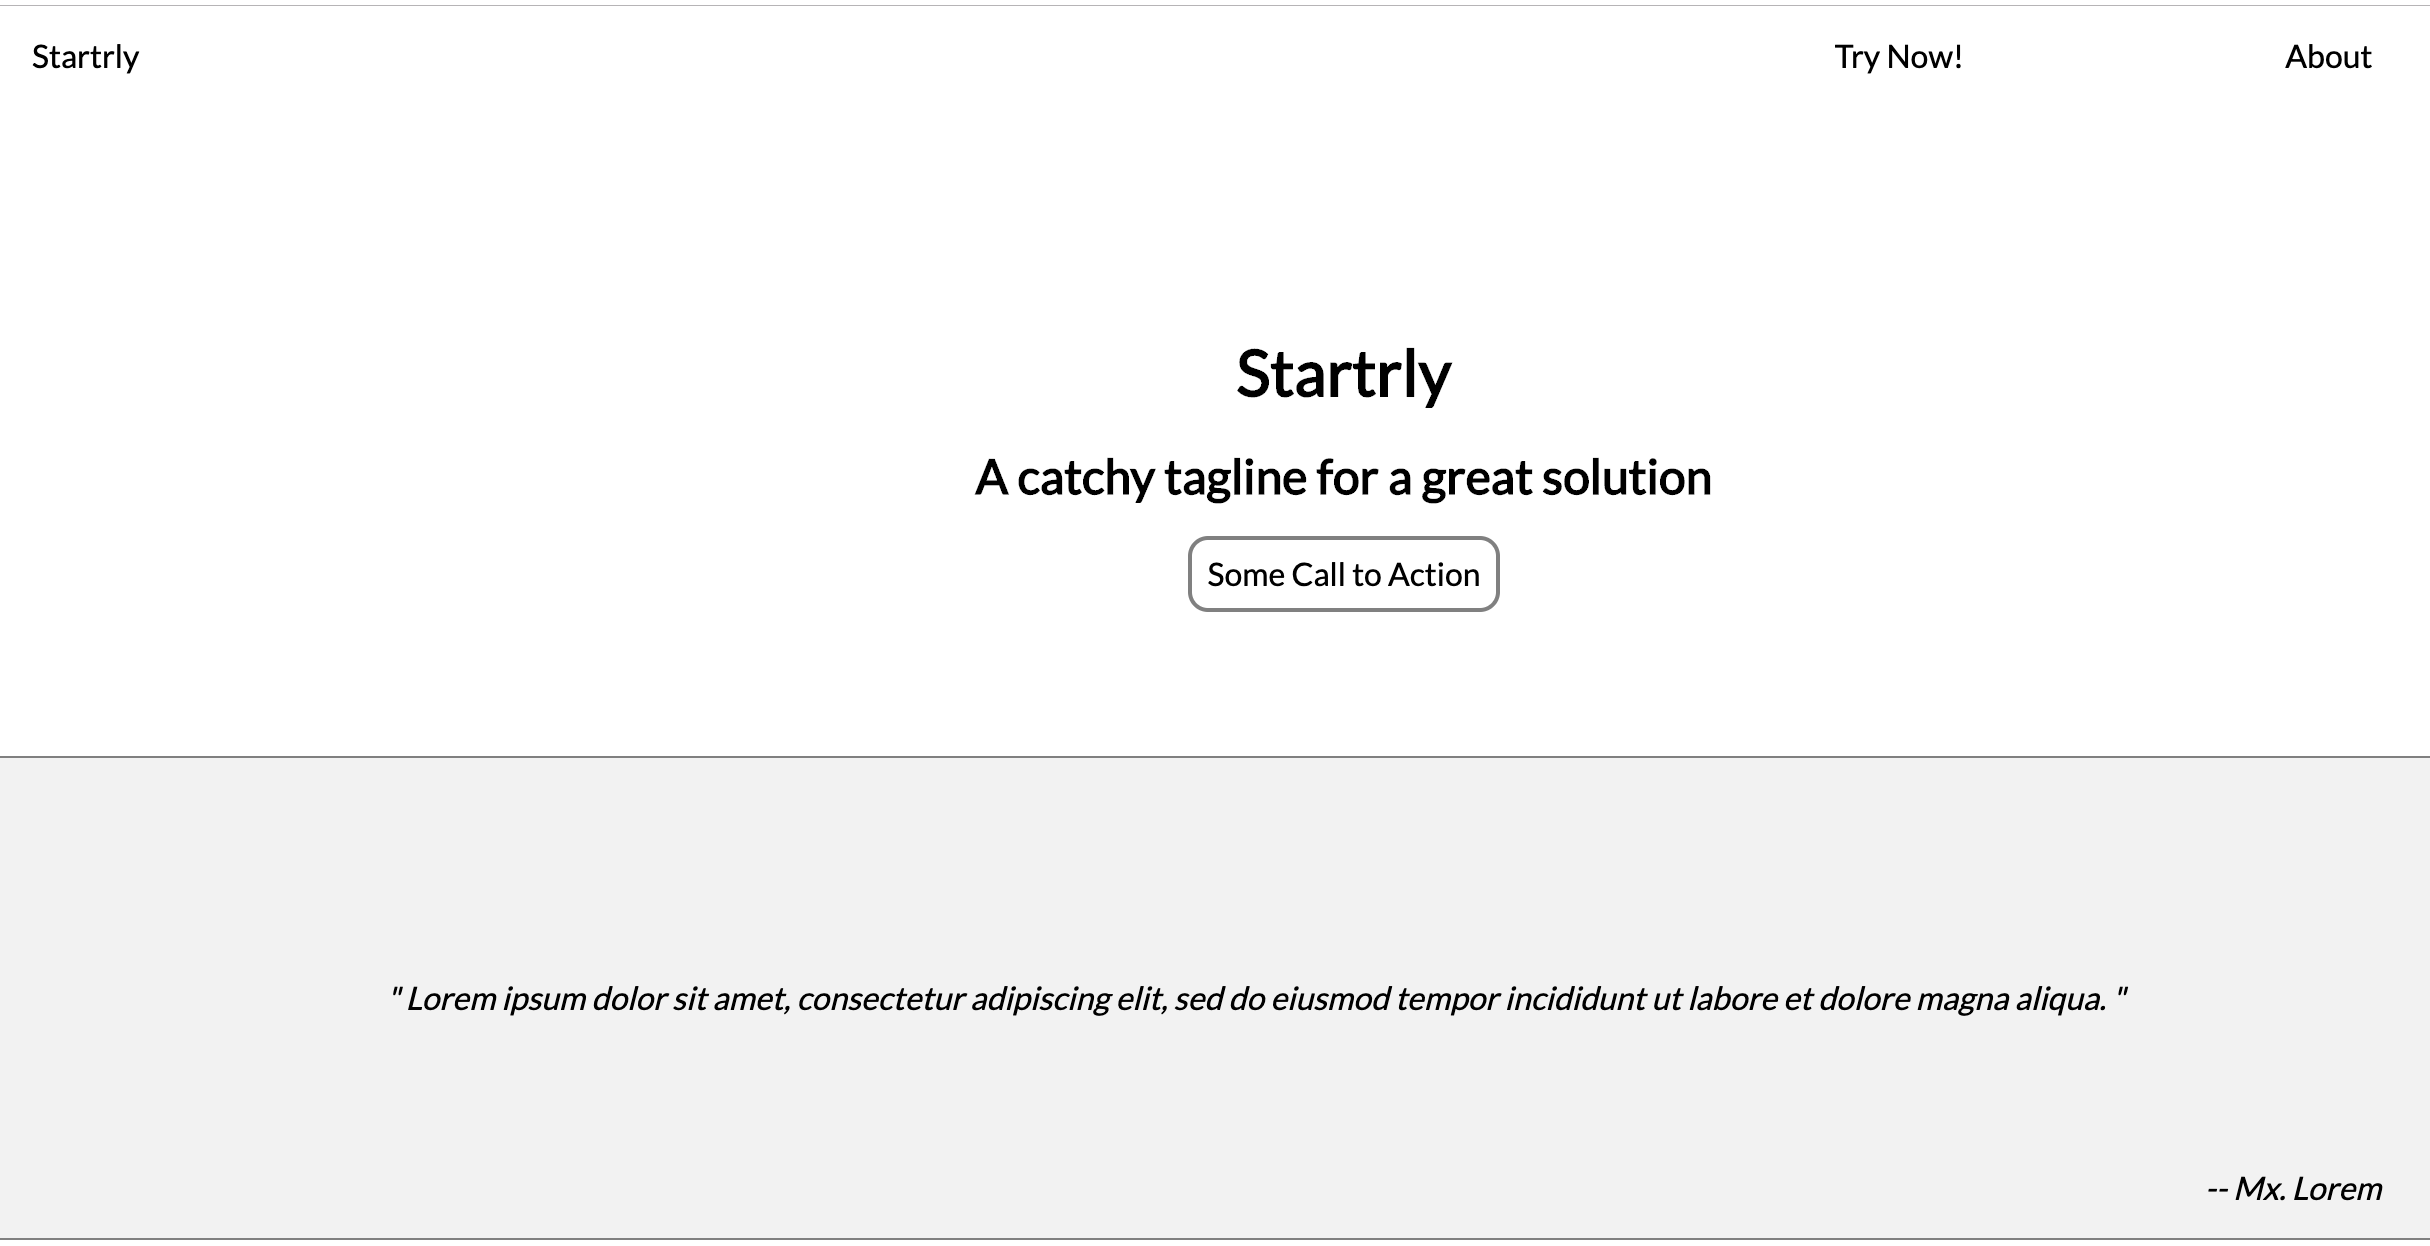 Startrly Try Now! About
Startrly
A catchy tagline for a great solution
Some Call to Action
" Lorem ipsum dolor sit amet, consectetur adipiscing elit, sed do eiusmod tempor incididunt ut labore et dolore magna aliqua. "
-- Mx. Lorem